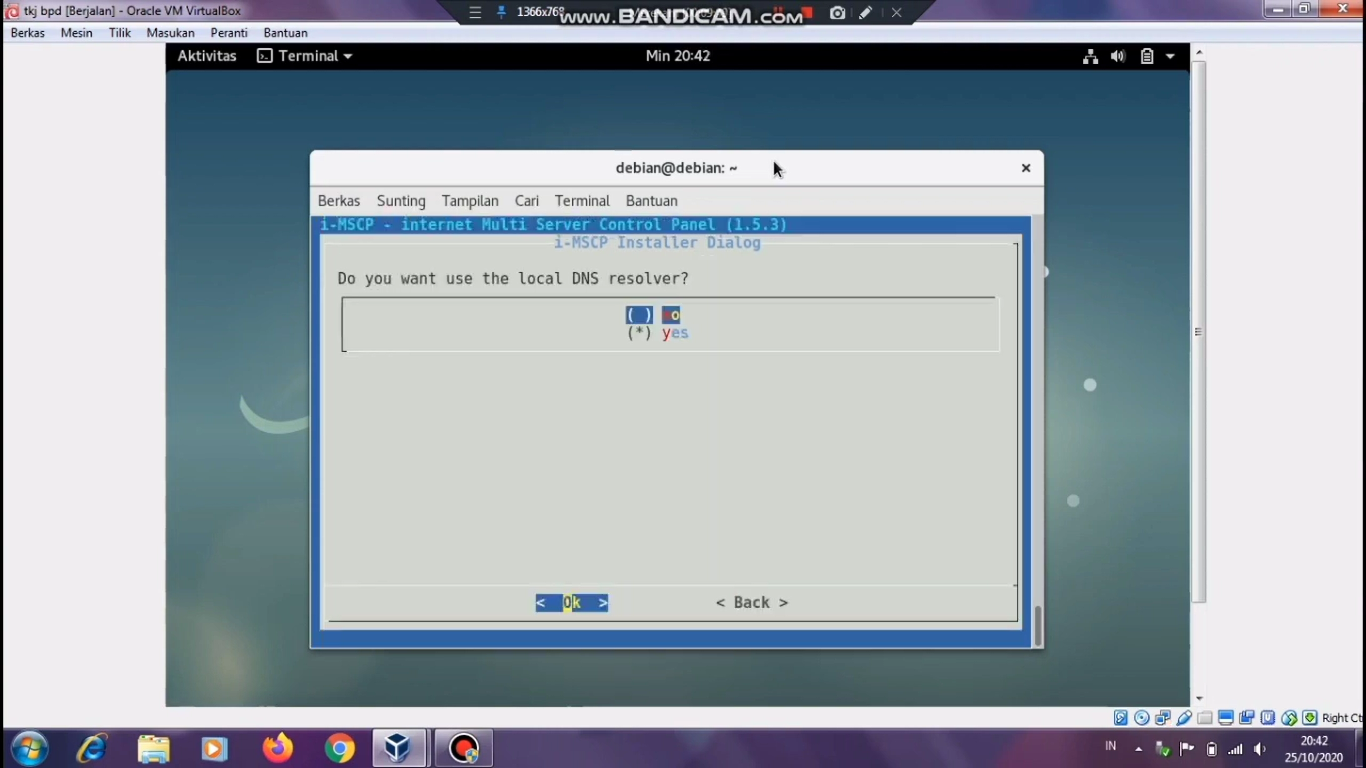 tkj bpd [Berjalan] - Oracle VM VirtualBox
1366x768
www.BANDICAM.com
Berkas Mesin Tilik Masukan Peranti Bantuan
Aktivitas Terminal Min 20:42
debian@debian: ~
Berkas Sunting Tampilan Cari Terminal Bantuan
i-MSCP - internet Multi Server Control Panel (1.5.3)
i-MSCP Installer Dialog
Do you want use the local DNS resolver?
( ) no
(*) yes
< Ok > < Back >
Right Ct
IN 20:42
25/10/2020